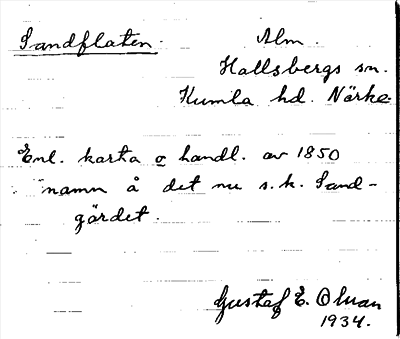 Sandflaten. Alm.
Hallsbergs sn.
Kumla hd. Närke.
Enl. karta o handl. av 1850
namn å det nu s.k. Sand-
gärdet.
Gustaf E. Olman
1934.